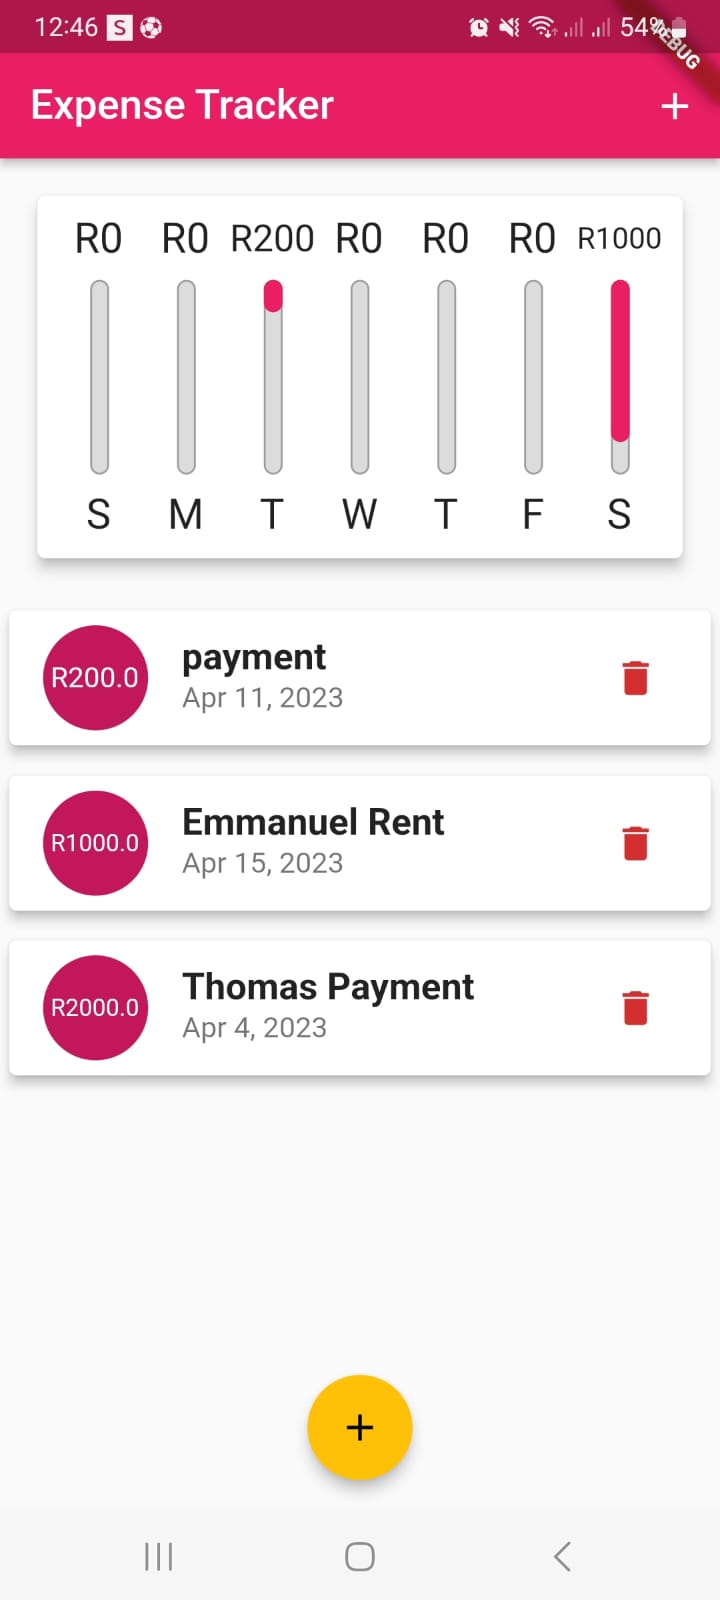 12:46 S 54%
DEBUG
Expense Tracker +
R0 R0 R200 R0 R0 R0 R1000
S M T W T F S
R200.0 payment
Apr 11, 2023
R1000.0 Emmanuel Rent
Apr 15, 2023
R2000.0 Thomas Payment
Apr 4, 2023
+